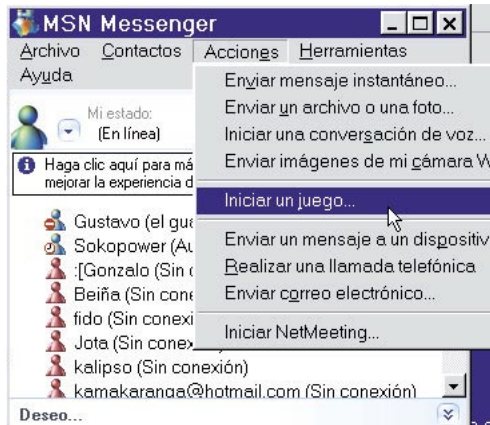 MSN Messenger
Archivo Contactos Acciones Herramientas
Ayuda
Mi estado:
(En línea)
Haga clic aquí para má
mejorar la experiencia d
Gustavo (el gua
Sokopower (Au
:[Gonzalo (Sin c
Beiña (Sin cone
fido (Sin conexi
Jota (Sin conex
kalipso (Sin conexión)
kamakaranga@hotmail.com (Sin conexión)
Deseo...
Enviar mensaje instantáneo...
Enviar un archivo o una foto...
Iniciar una conversación de voz...
Enviar imágenes de mi cámara W
Iniciar un juego...
Enviar un mensaje a un dispositiv
Realizar una llamada telefónica
Enviar correo electrónico...
Iniciar NetMeeting...